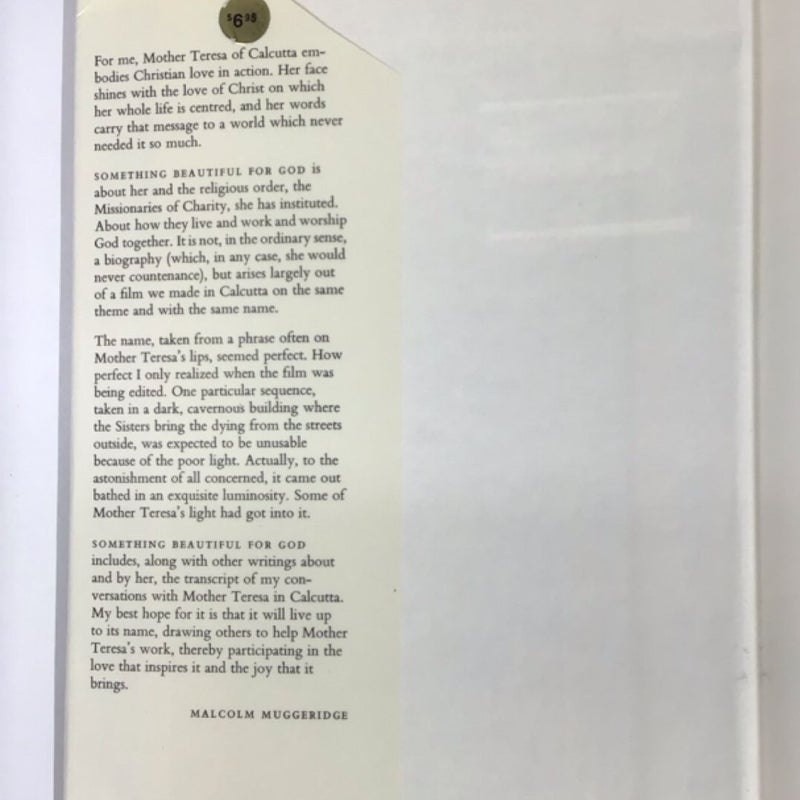 $6.95
For me, Mother Teresa of Calcutta em-
bodies Christian love in action. Her face
shines with the love of Christ on which
her whole life is centred, and her words
carry that message to a world which never
needed it so much.
SOMETHING BEAUTIFUL FOR GOD is
about her and the religious order, the
Missionaries of Charity, she has instituted.
About how they live and work and worship
God together. It is not, in the ordinary sense,
a biography (which, in any case, she would
never countenance), but arises largely out
of a film we made in Calcutta on the same
theme and with the same name.
The name, taken from a phrase often on
Mother Teresa's lips, seemed perfect. How
perfect I only realized when the film was
being edited. One particular sequence,
taken in a dark, cavernous building where
the Sisters bring the dying from the streets
outside, was expected to be unusable
because of the poor light. Actually, to the
astonishment of all concerned, it came out
bathed in an exquisite luminosity. Some of
Mother Teresa's light had got into it.
SOMETHING BEAUTIFUL FOR GOD
includes, along with other writings about
and by her, the transcript of my con-
versations with Mother Teresa in Calcutta.
My best hope for it is that it will live up
to its name, drawing others to help Mother
Teresa's work, thereby participating in the
love that inspires it and the joy that it
brings.
MALCOLM MUGGERIDGE